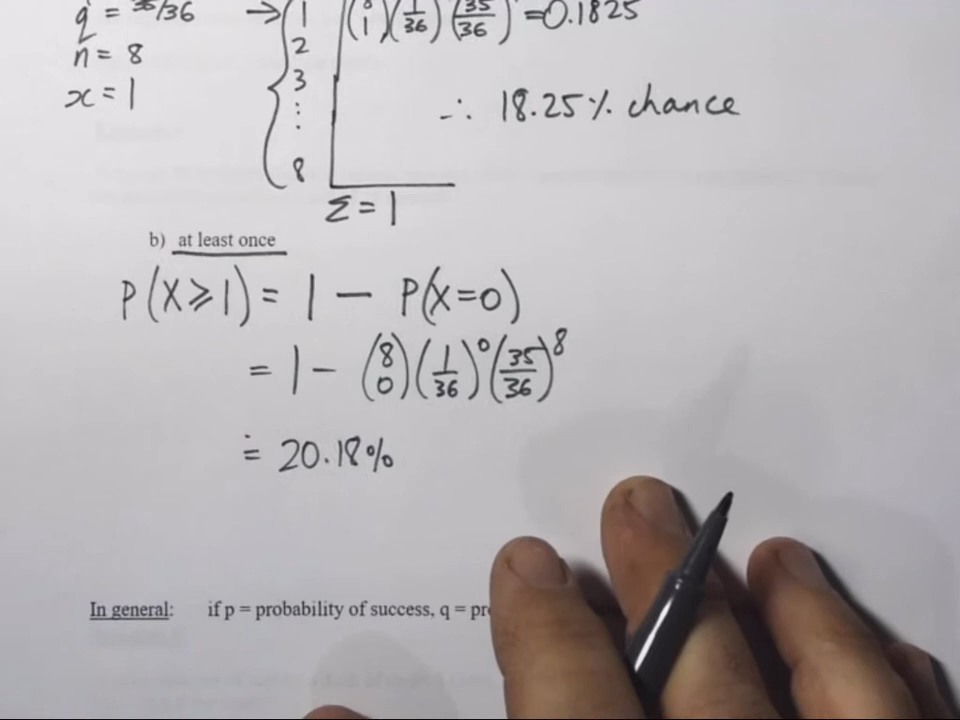 q = 35/36 → 1 (8 1)(1/36)(35/36) = 0.1825
n = 8 2
x = 1 3
⋮ ∴ 18.25% chance
8
Σ = 1
b) at least once
P(X≥1) = 1 − P(X=0)
= 1 − (8 0)(1/36)^0(35/36)^8
≐ 20.18%
In general: if p = probability of success, q =